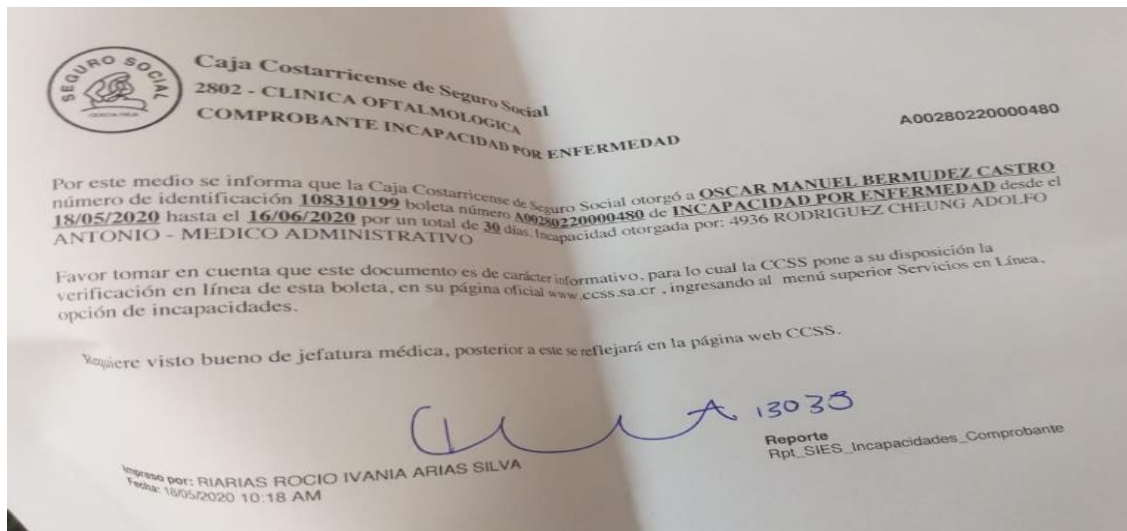 SEGURO SOCIAL
Caja Costarricense de Seguro Social
2802 - CLINICA OFTALMOLOGICA
COMPROBANTE INCAPACIDAD POR ENFERMEDAD
A00280220000480
Por este medio se informa que la Caja Costarricense de Seguro Social otorgó a OSCAR MANUEL BERMUDEZ CASTRO
número de identificación 108310199 boleta número A00280220000480 de INCAPACIDAD POR ENFERMEDAD desde el
18/05/2020 hasta el 16/06/2020 por un total de 30 días. Incapacidad otorgada por: 4936 RODRIGUEZ CHEUNG ADOLFO
ANTONIO - MEDICO ADMINISTRATIVO
Favor tomar en cuenta que este documento es de carácter informativo, para lo cual la CCSS pone a su disposición la
verificación en línea de esta boleta, en su página oficial www.ccss.sa.cr , ingresando al menú superior Servicios en Línea,
opción de incapacidades.
Requiere visto bueno de jefatura médica, posterior a este se reflejará en la página web CCSS.
13039
Impreso por: RIARIAS ROCIO IVANIA ARIAS SILVA
Fecha: 18/05/2020 10:18 AM
Reporte
Rpt_SIES_Incapacidades_Comprobante